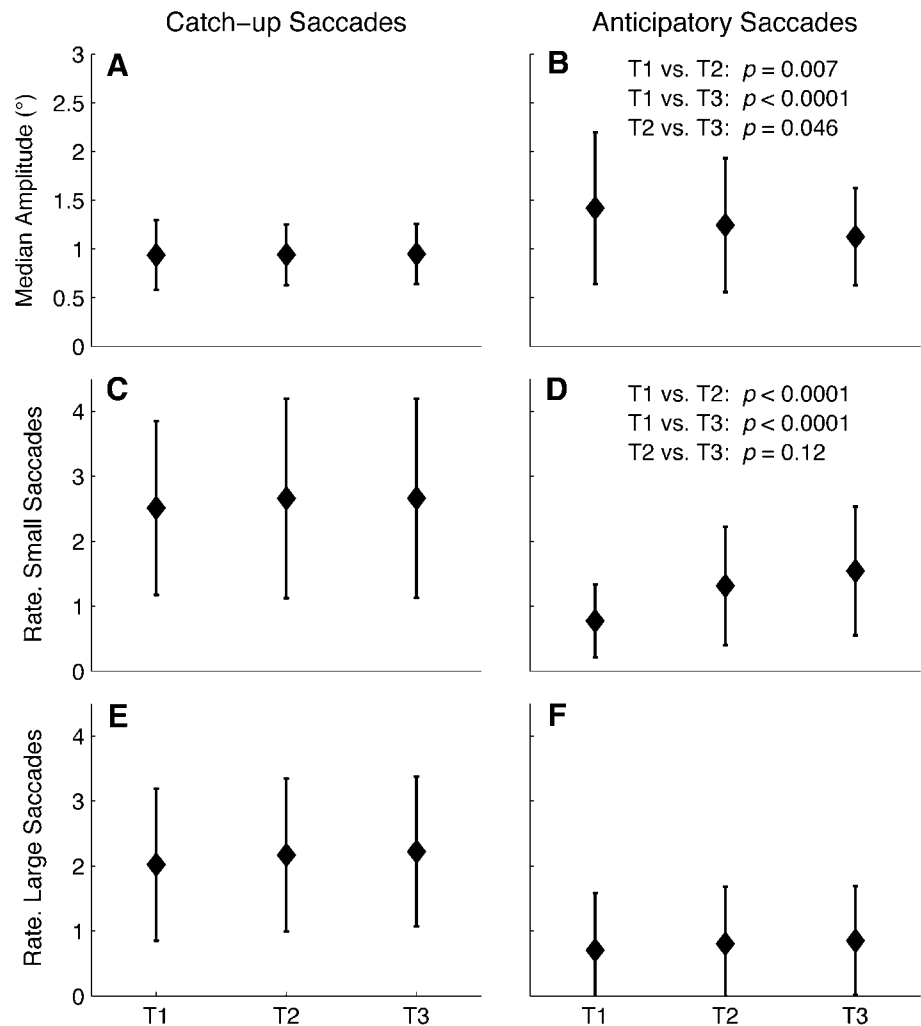 Catch-up Saccades
Anticipatory Saccades
A
3
2.5
2
1.5
1
0.5
0
Median Amplitude (°)
B
T1 vs. T2: p = 0.007
T1 vs. T3: p < 0.0001
T2 vs. T3: p = 0.046
C
4
3
2
1
0
Rate. Small Saccades
D
T1 vs. T2: p < 0.0001
T1 vs. T3: p < 0.0001
T2 vs. T3: p = 0.12
E
4
3
2
1
0
Rate. Large Saccades
F
T1 T2 T3
T1 T2 T3